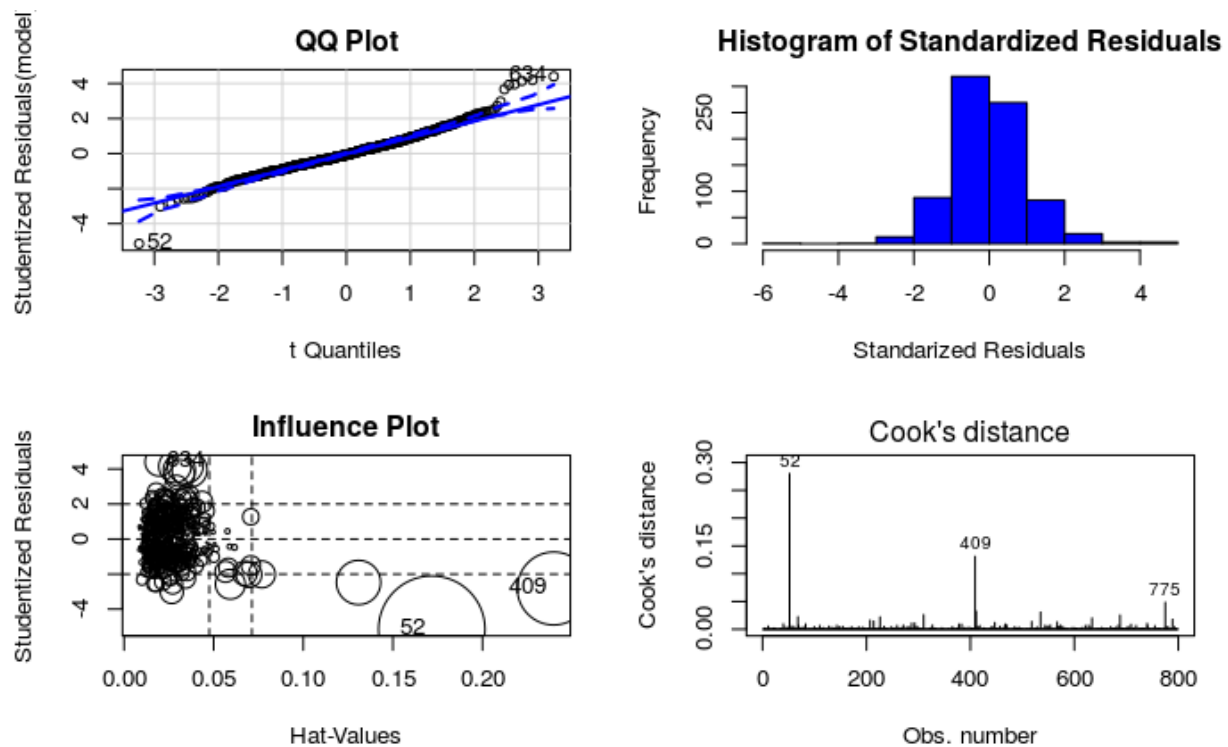 QQ Plot
Studentized Residuals(model
4
2
0
-4
634
52
-3 -2 -1 0 1 2 3
t Quantiles
Histogram of Standardized Residuals
Frequency
250
100
0
-6 -2 0 2 4
Standarized Residuals
Influence Plot
Studentized Residuals
4
2
0
-4
634
409
52
0.00 0.05 0.10 0.15 0.20
Hat-Values
Cook's distance
Cook's distance
0.30
0.15
0.00
52
409
775
0 200 400 600 800
Obs. number